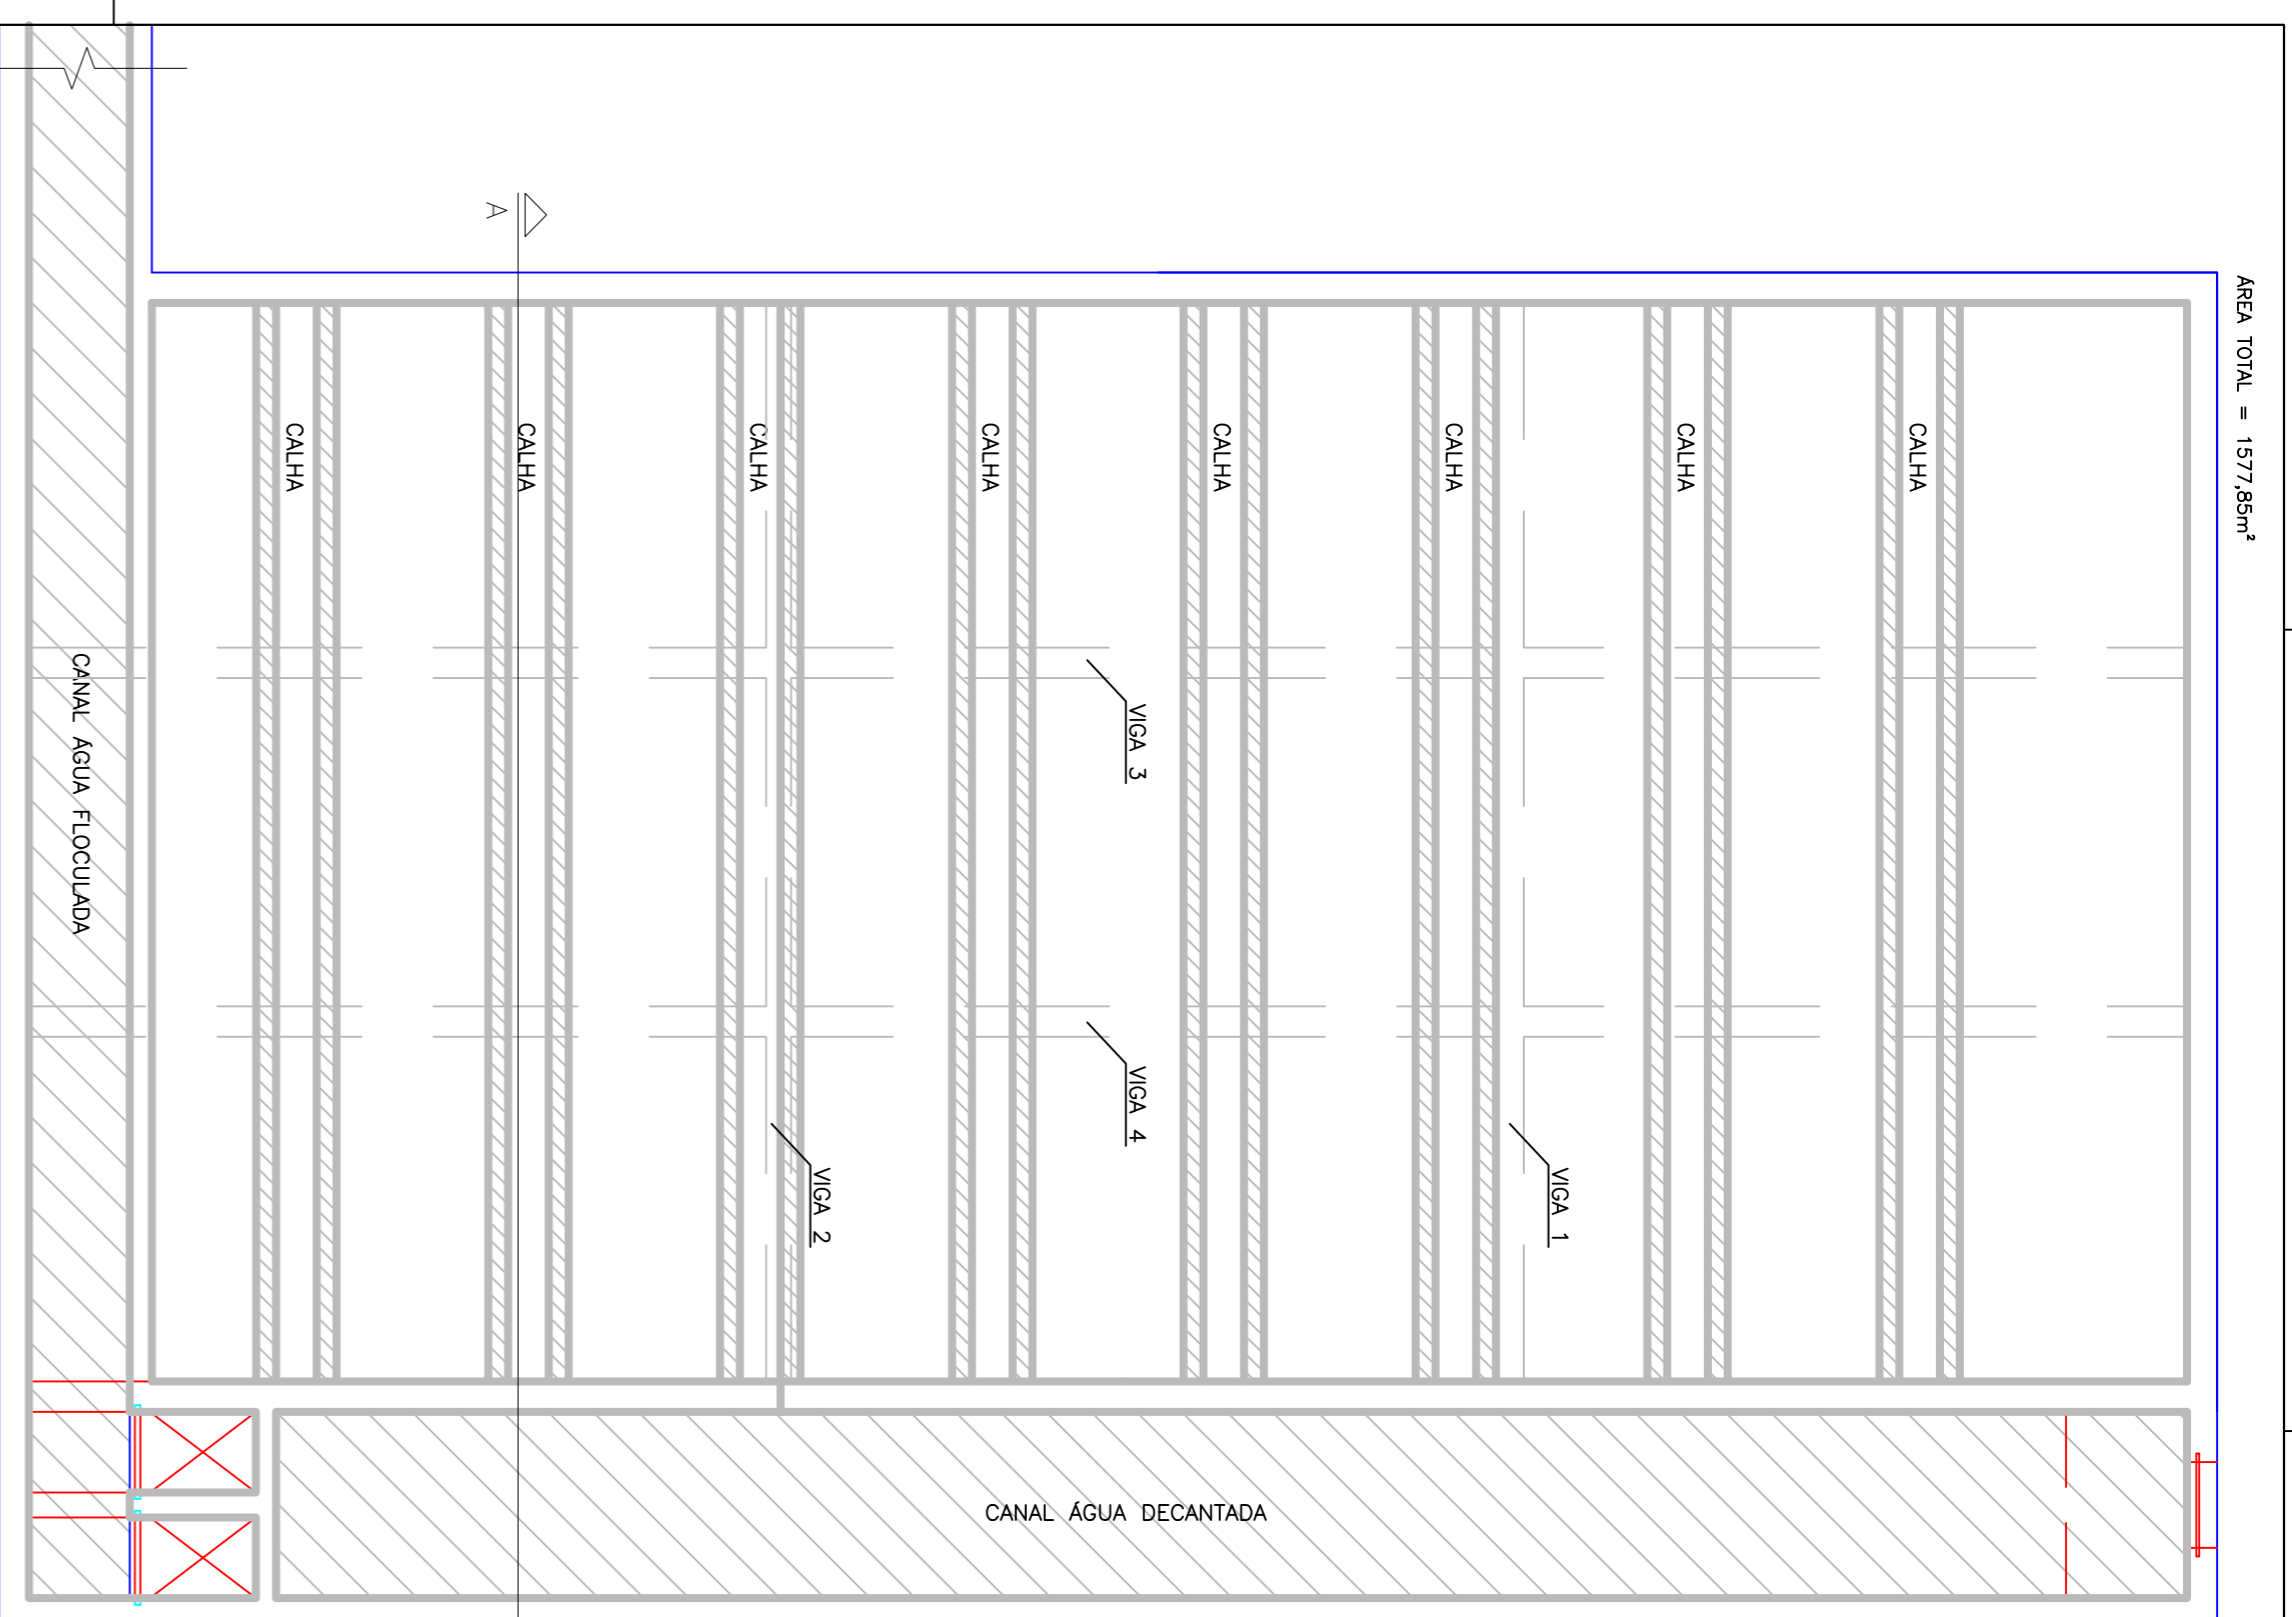 ÁREA TOTAL = 1577,85m²
A
CALHA
CALHA
CALHA
CALHA
CALHA
CALHA
CALHA
CALHA
VIGA 3
VIGA 4
VIGA 2
VIGA 1
CANAL ÁGUA FLOCULADA
CANAL ÁGUA DECANTADA